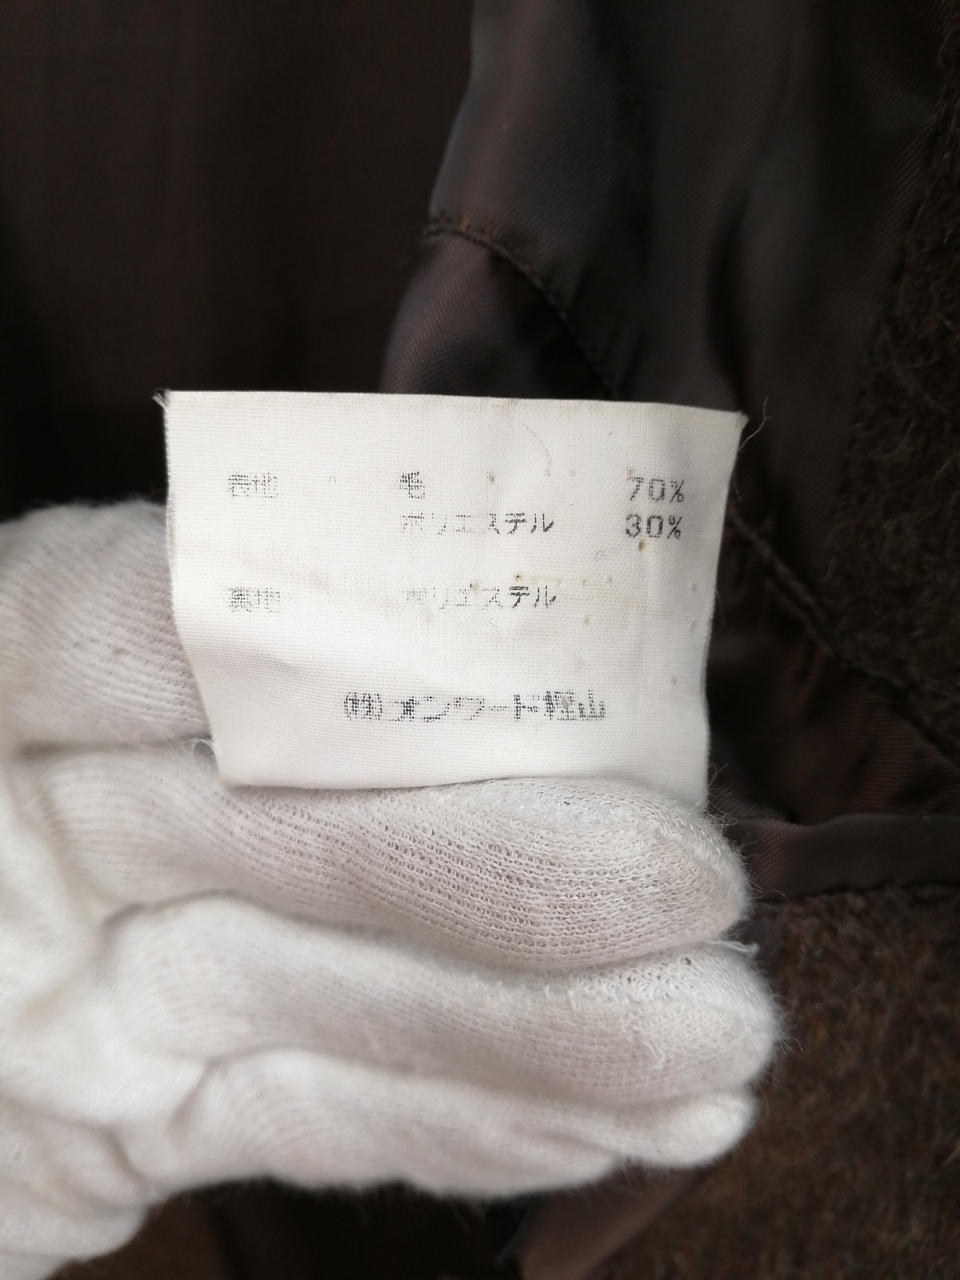 表地 毛 70%
ポリエステル 30%
裏地 ポリエステル
(株)オンワード樫山